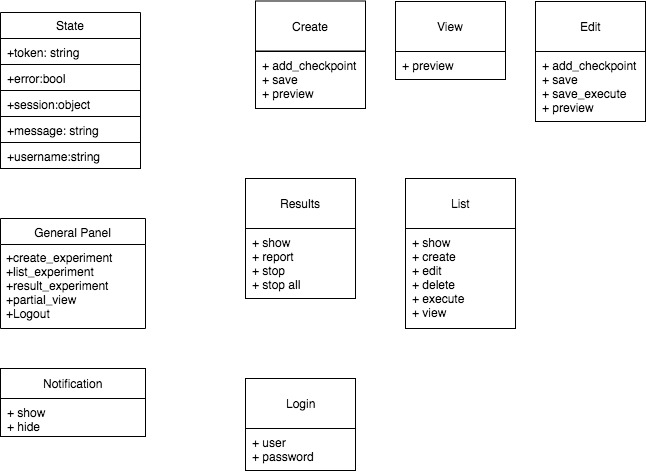 State
+token: string
+error:bool
+session:object
+message: string
+username:string
Create
+ add_checkpoint
+ save
+ preview
View
+ preview
Edit
+ add_checkpoint
+ save
+ save_execute
+ preview
General Panel
+create_experiment
+list_experiment
+result_experiment
+partial_view
+Logout
Results
+ show
+ report
+ stop
+ stop all
List
+ show
+ create
+ edit
+ delete
+ execute
+ view
Notification
+ show
+ hide
Login
+ user
+ password